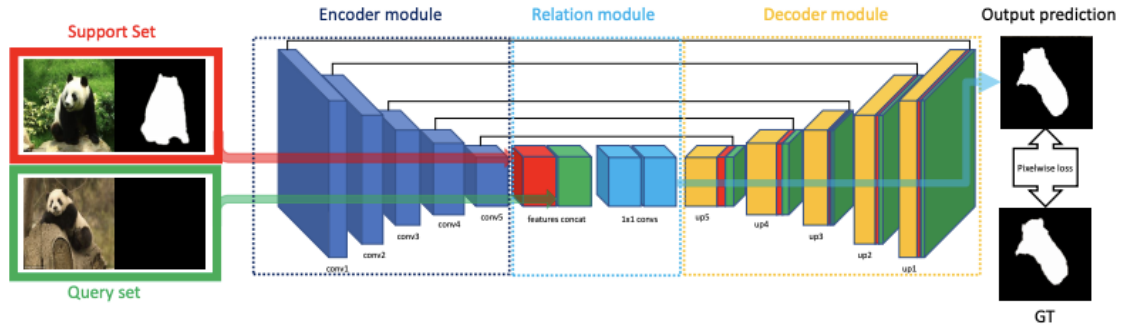 Encoder module
Relation module
Decoder module
Output prediction
Support Set
Query set
conv1
conv2
conv3
conv4
conv5
features concat
1x1 convs
up5
up4
up3
up2
up1
Pixelwise loss
GT